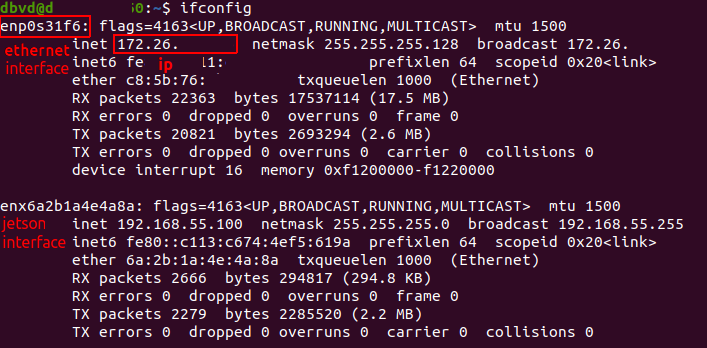 dbvd@d 0:~$ ifconfig
enp0s31f6: flags=4163<UP,BROADCAST,RUNNING,MULTICAST> mtu 1500
ethernet inet 172.26. netmask 255.255.255.128 broadcast 172.26.
interface inet6 fe ip 1: prefixlen 64 scopeid 0x20<link>
ether c8:5b:76: txqueuelen 1000 (Ethernet)
RX packets 22363 bytes 17537114 (17.5 MB)
RX errors 0 dropped 0 overruns 0 frame 0
TX packets 20821 bytes 2693294 (2.6 MB)
TX errors 0 dropped 0 overruns 0 carrier 0 collisions 0
device interrupt 16 memory 0xf1200000-f1220000
enx6a2b1a4e4a8a: flags=4163<UP,BROADCAST,RUNNING,MULTICAST> mtu 1500
jetson inet 192.168.55.100 netmask 255.255.255.0 broadcast 192.168.55.255
interface inet6 fe80::c113:c674:4ef5:619a prefixlen 64 scopeid 0x20<link>
ether 6a:2b:1a:4e:4a:8a txqueuelen 1000 (Ethernet)
RX packets 2666 bytes 294817 (294.8 KB)
RX errors 0 dropped 0 overruns 0 frame 0
TX packets 2279 bytes 2285520 (2.2 MB)
TX errors 0 dropped 0 overruns 0 carrier 0 collisions 0